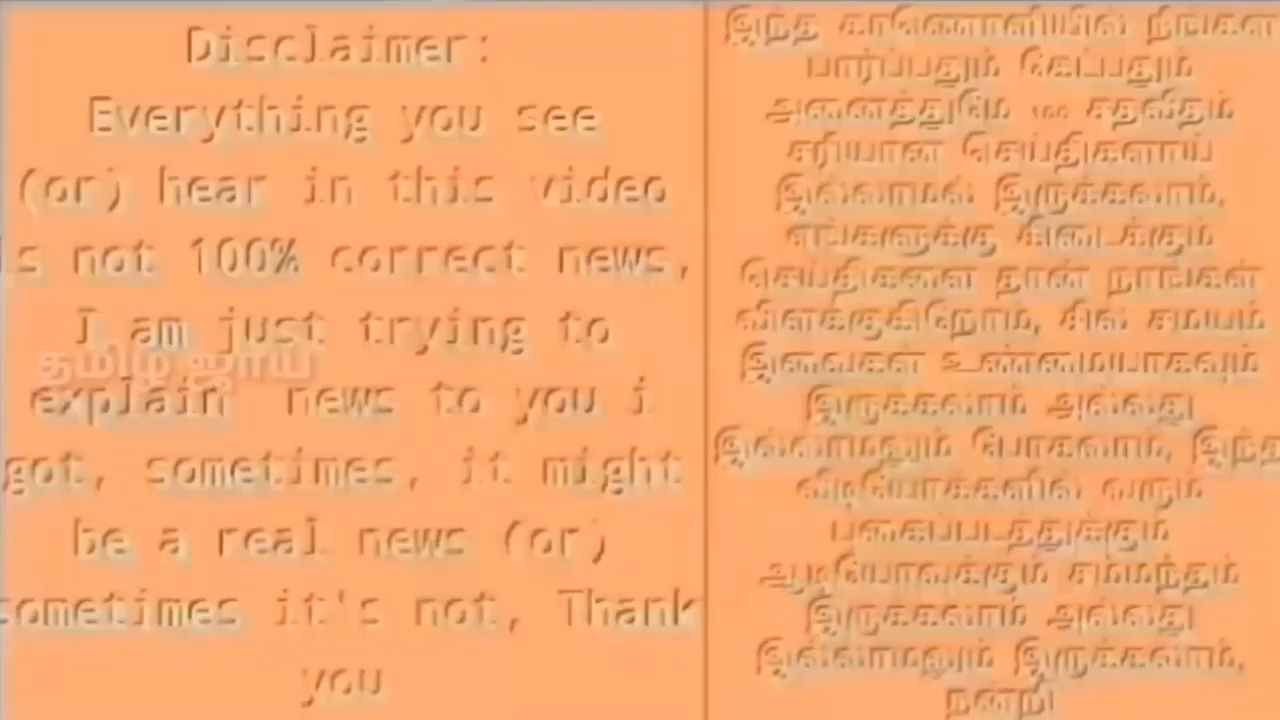 Disclaimer:
Everything you see
(or) hear in this video
is not 100% correct news,
I am just trying to
explain news to you i
got, sometimes, it might
be a real news (or)
sometimes it's not, Thank
you
தமிழ் ஜாய்
இந்த காணொளியில் நீங்கள்
பார்ப்பதும் கேட்பதும்
அனைத்துமே 100 சதவீதம்
சரியான செய்திகளாய்
இல்லாமல் இருக்கலாம்,
எங்களுக்கு கிடைக்கும்
செய்திகளை தான் நாங்கள்
விளக்குகிறோம், சில சமயம்
இவைகள் உண்மையாகவும்
இருக்கலாம் அல்லது
இல்லாமலும் போகலாம், இந்த
வீடியோக்களில் வரும்
புகைப்படத்துக்கும்
ஆடியோவுக்கும் சம்மந்தம்
இருக்கலாம் அல்லது
இல்லாமலும் இருக்கலாம்,
நன்றி